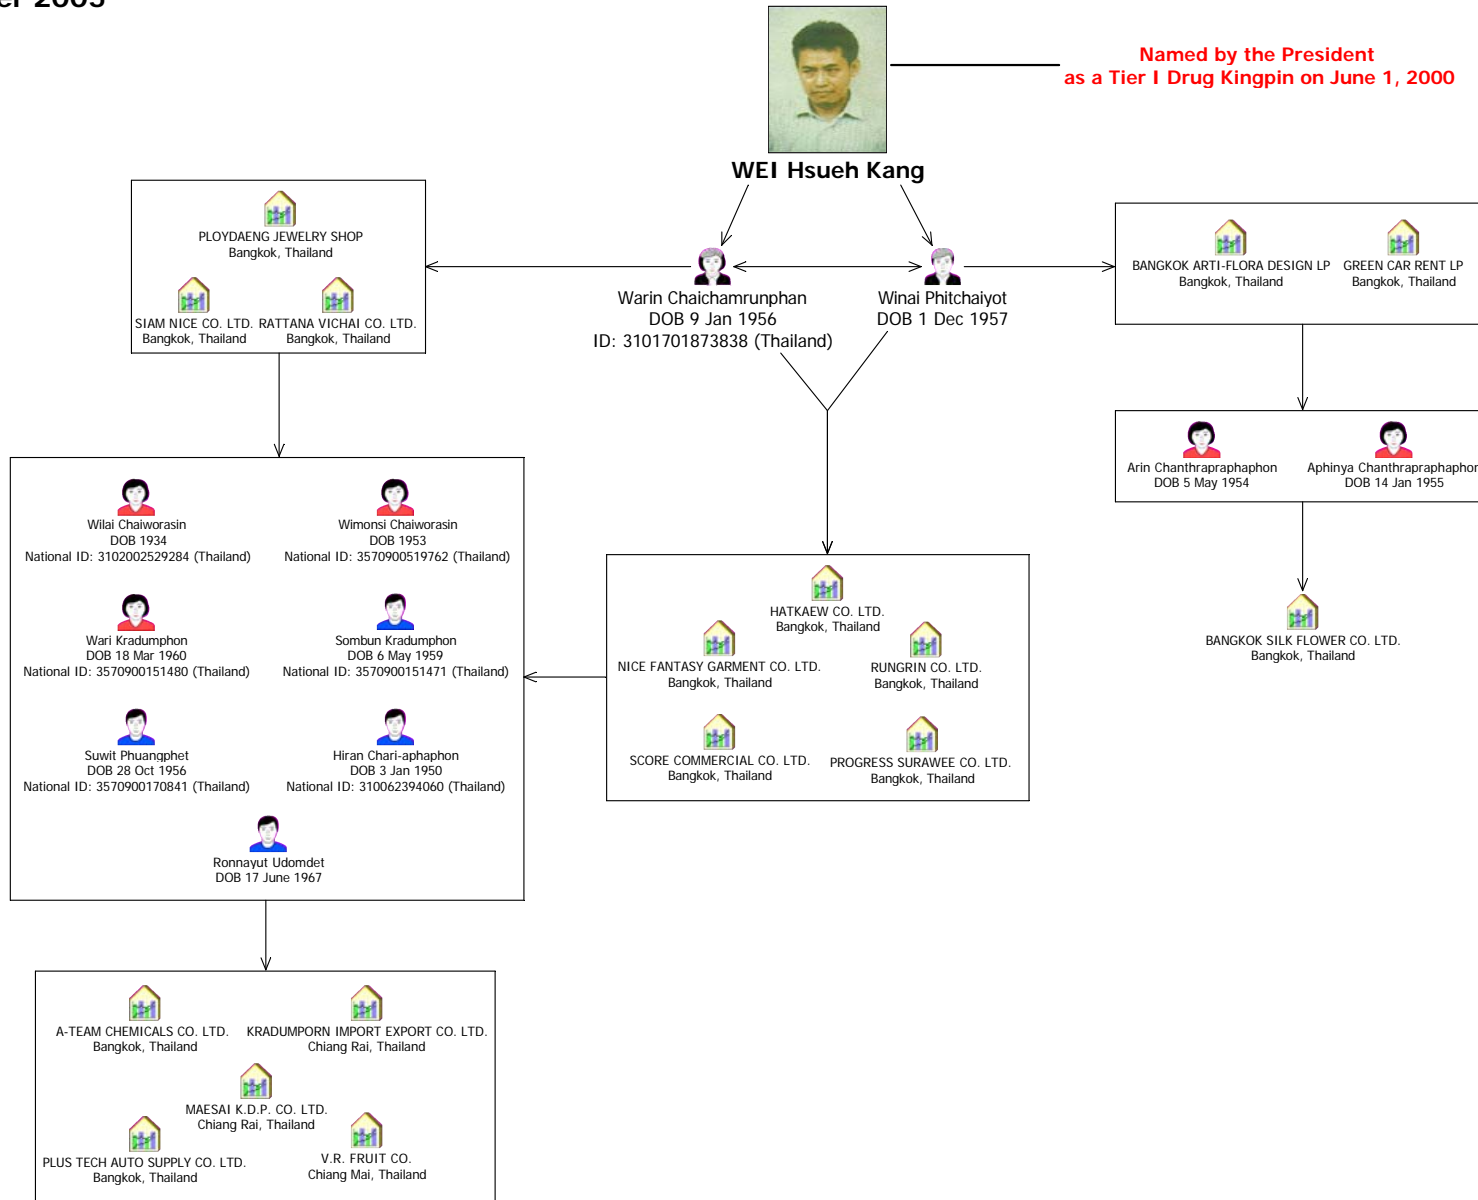 er 2005
Named by the President
as a Tier I Drug Kingpin on June 1, 2000
WEI Hsueh Kang
PLOYDAENG JEWELRY SHOP
Bangkok, Thailand
SIAM NICE CO. LTD.
Bangkok, Thailand
RATTANA VICHAI CO. LTD.
Bangkok, Thailand
Warin Chaichamrunphan
DOB 9 Jan 1956
ID: 3101701873838 (Thailand)
Winai Phitchaiyot
DOB 1 Dec 1957
BANGKOK ARTI-FLORA DESIGN LP
Bangkok, Thailand
GREEN CAR RENT LP
Bangkok, Thailand
Arin Chanthrapraphaphon
DOB 5 May 1954
Aphinya Chanthrapraphaphon
DOB 14 Jan 1955
BANGKOK SILK FLOWER CO. LTD.
Bangkok, Thailand
Wilai Chaiworasin
DOB 1934
National ID: 3102002529284 (Thailand)
Wimonsi Chaiworasin
DOB 1953
National ID: 3570900519762 (Thailand)
Wari Kradumphon
DOB 18 Mar 1960
National ID: 3570900151480 (Thailand)
Sombun Kradumphon
DOB 6 May 1959
National ID: 3570900151471 (Thailand)
Suwit Phuangphet
DOB 28 Oct 1956
National ID: 3570900170841 (Thailand)
Hiran Chari-aphaphon
DOB 3 Jan 1950
National ID: 310062394060 (Thailand)
Ronnayut Udomdet
DOB 17 June 1967
HATKAEW CO. LTD.
Bangkok, Thailand
NICE FANTASY GARMENT CO. LTD.
Bangkok, Thailand
RUNGRIN CO. LTD.
Bangkok, Thailand
SCORE COMMERCIAL CO. LTD.
Bangkok, Thailand
PROGRESS SURAWEE CO. LTD.
Bangkok, Thailand
A-TEAM CHEMICALS CO. LTD.
Bangkok, Thailand
KRADUMPORN IMPORT EXPORT CO. LTD.
Chiang Rai, Thailand
MAESAI K.D.P. CO. LTD.
Chiang Rai, Thailand
PLUS TECH AUTO SUPPLY CO. LTD.
Bangkok, Thailand
V.R. FRUIT CO.
Chiang Mai, Thailand